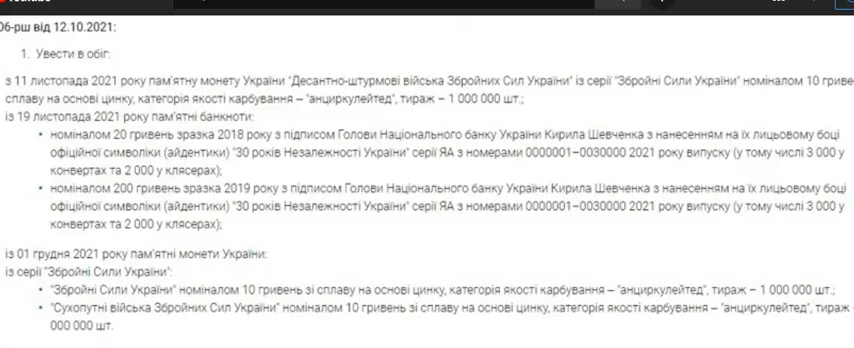 06-рш від 12.10.2021:
1. Увести в обіг:
з 11 листопада 2021 року пам'ятну монету України "Десантно-штурмові війська Збройних Сил України" із серії "Збройні Сили України" номіналом 10 гриве
сплаву на основі цинку, категорія якості карбування – "анциркулейтед", тираж – 1 000 000 шт.;
із 19 листопада 2021 року пам'ятні банкноти:
• номіналом 20 гривень зразка 2018 року з підписом Голови Національного банку України Кирила Шевченка з нанесенням на їх лицьовому боці
офіційної символіки (айдентики) "30 років Незалежності України" серії ЯА з номерами 0000001–0030000 2021 року випуску (у тому числі 3 000 у
конвертах та 2 000 у клясерах);
• номіналом 200 гривень зразка 2019 року з підписом Голови Національного банку України Кирила Шевченка з нанесенням на їх лицьовому боці
офіційної символіки (айдентики) "30 років Незалежності України" серії ЯА з номерами 0000001–0030000 2021 року випуску (у тому числі 3 000 у
конвертах та 2 000 у клясерах);
із 01 грудня 2021 року пам'ятні монети України:
із серії "Збройні Сили України":
• "Збройні Сили України" номіналом 10 гривень зі сплаву на основі цинку, категорія якості карбування – "анциркулейтед", тираж – 1 000 000 шт.;
• "Сухопутні війська Збройних Сил України" номіналом 10 гривень зі сплаву на основі цинку, категорія якості карбування – "анциркулейтед", тираж -
000 000 шт.